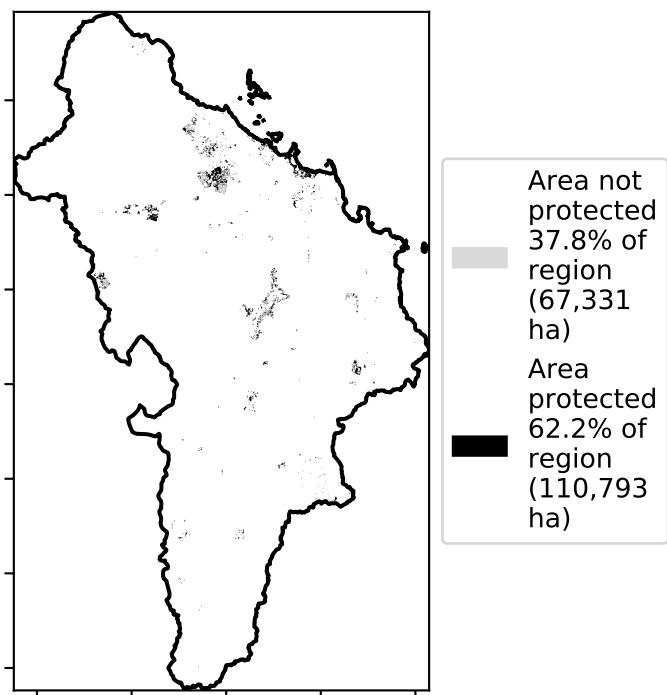 Area not
protected
37.8% of
region
(67,331
ha)
Area
protected
62.2% of
region
(110,793
ha)